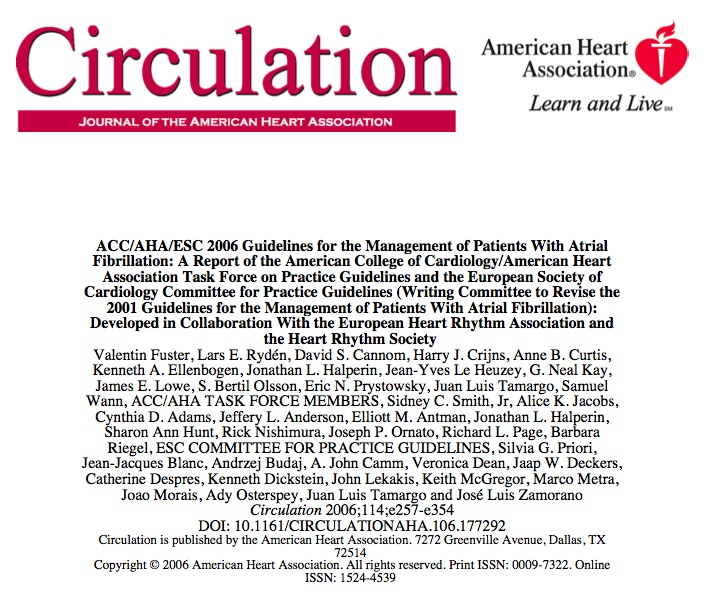 Circulation
JOURNAL OF THE AMERICAN HEART ASSOCIATION
American Heart
Association®
Learn and Live℠
ACC/AHA/ESC 2006 Guidelines for the Management of Patients With Atrial
Fibrillation: A Report of the American College of Cardiology/American Heart
Association Task Force on Practice Guidelines and the European Society of
Cardiology Committee for Practice Guidelines (Writing Committee to Revise the
2001 Guidelines for the Management of Patients With Atrial Fibrillation):
Developed in Collaboration With the European Heart Rhythm Association and
the Heart Rhythm Society
Valentin Fuster, Lars E. Rydén, David S. Cannom, Harry J. Crijns, Anne B. Curtis,
Kenneth A. Ellenbogen, Jonathan L. Halperin, Jean-Yves Le Heuzey, G. Neal Kay,
James E. Lowe, S. Bertil Olsson, Eric N. Prystowsky, Juan Luis Tamargo, Samuel
Wann, ACC/AHA TASK FORCE MEMBERS, Sidney C. Smith, Jr, Alice K. Jacobs,
Cynthia D. Adams, Jeffery L. Anderson, Elliott M. Antman, Jonathan L. Halperin,
Sharon Ann Hunt, Rick Nishimura, Joseph P. Ornato, Richard L. Page, Barbara
Riegel, ESC COMMITTEE FOR PRACTICE GUIDELINES, Silvia G. Priori,
Jean-Jacques Blanc, Andrzej Budaj, A. John Camm, Veronica Dean, Jaap W. Deckers,
Catherine Despres, Kenneth Dickstein, John Lekakis, Keith McGregor, Marco Metra,
Joao Morais, Ady Osterspey, Juan Luis Tamargo and José Luis Zamorano
Circulation 2006;114;e257-e354
DOI: 10.1161/CIRCULATIONAHA.106.177292
Circulation is published by the American Heart Association. 7272 Greenville Avenue, Dallas, TX
72514
Copyright © 2006 American Heart Association. All rights reserved. Print ISSN: 0009-7322. Online
ISSN: 1524-4539